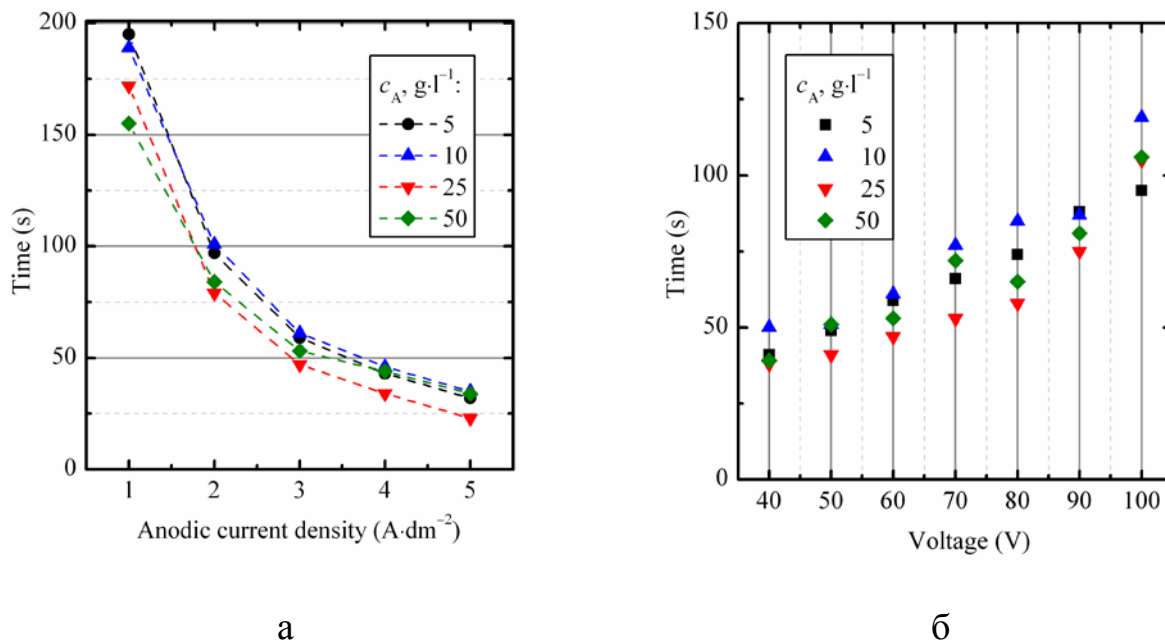 200
150
100
50
0
Time (s)
1 2 3 4 5
Anodic current density (A·dm⁻²)
c_A, g·l⁻¹:
5
10
25
50
а
150
100
50
0
Time (s)
40 50 60 70 80 90 100
Voltage (V)
c_A, g·l⁻¹
5
10
25
50
б